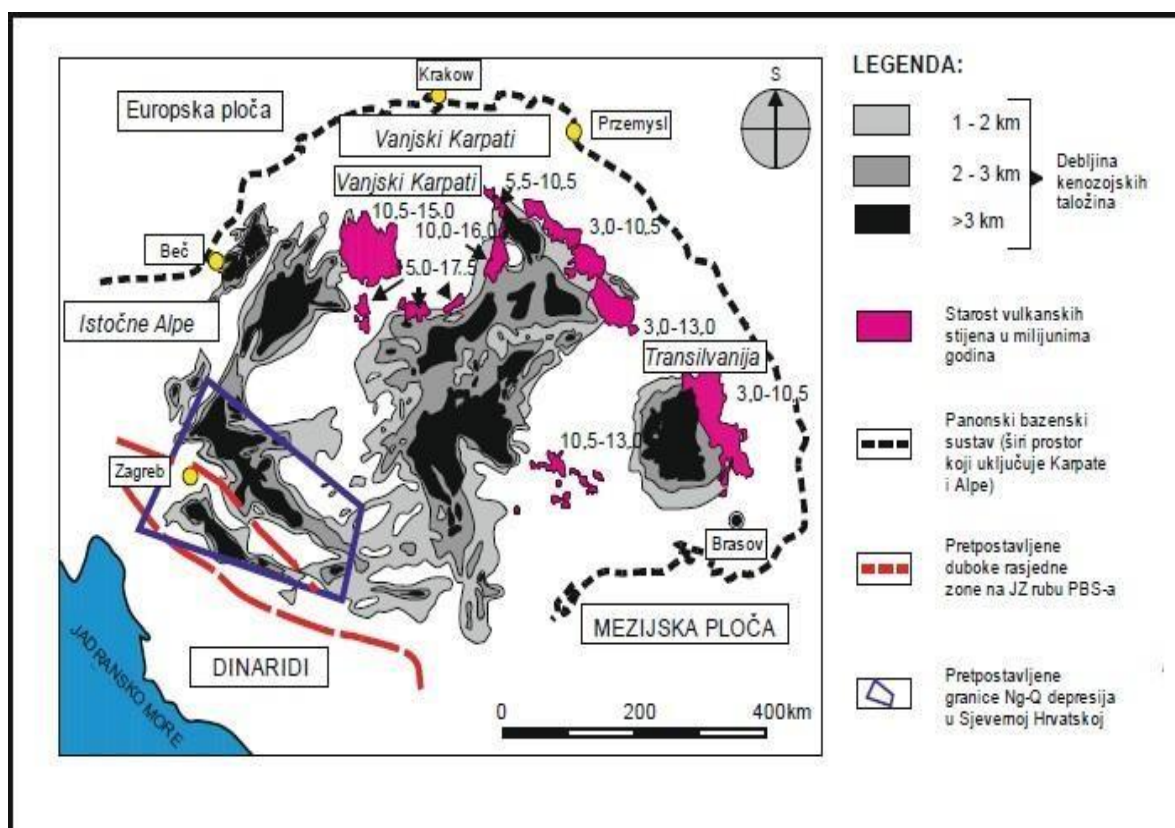 Krakow
Europska ploča
Vanjski Karpati
Przemysl
S
Vanjski Karpati
5,5-10,5
10,5-15.0
10,0-16,0
3,0-10,5
Beč
15.0-17.5
Istočne Alpe
3,0-13,0
Transilvanija
3,0-10,5
10,5-13,0
Zagreb
Brasov
MEZIJSKA PLOČA
DINARIDI
JADRANSKO MORE
0 200 400km
LEGENDA:
1 - 2 km
2 - 3 km
>3 km
Debljina
kenozojskih
taložina
Starost vulkanskih
stijena u milijunima
godina
Panonski bazenski
sustav (širi prostor
koji uključuje Karpate
i Alpe)
Pretpostavljene
duboke rasjedne
zone na JZ rubu PBS-a
Pretpostavljene
granice Ng-Q depresija
u Sjevernoj Hrvatskoj